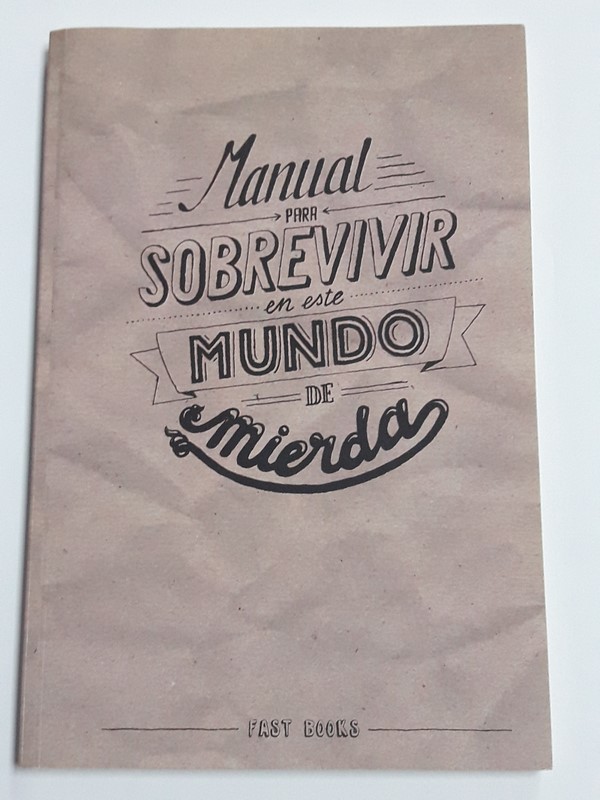 Manual
PARA
SOBREVIVIR
en este
MUNDO
DE
mierda
FAST BOOKS